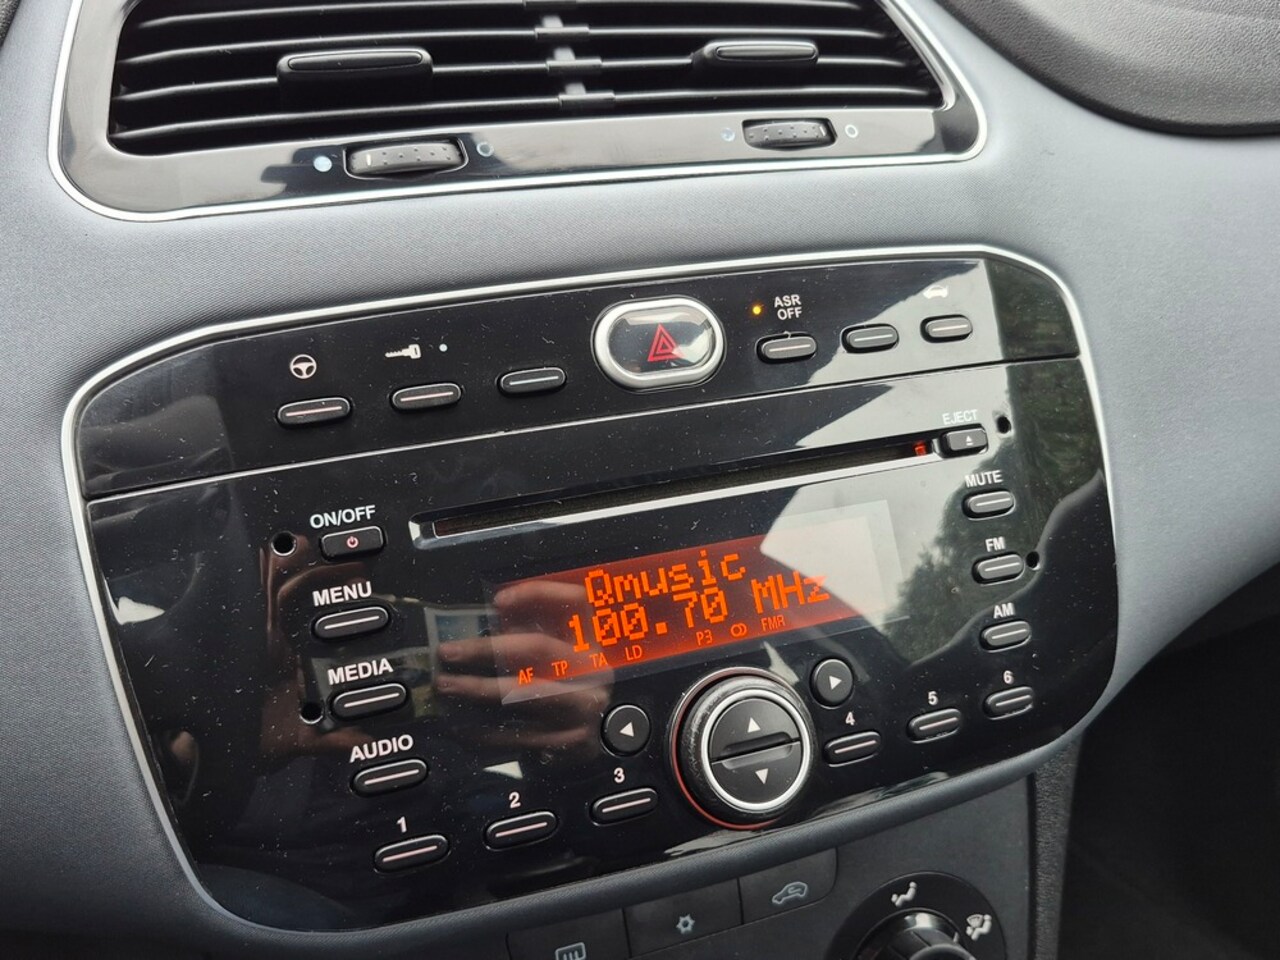 ASR
OFF
EJECT
MUTE
ON/OFF
FM
Qmusic
MENU
100.70 MHz
AM
AF TP TA LD P3 FMR
MEDIA
6
5
4
AUDIO
3
2
1